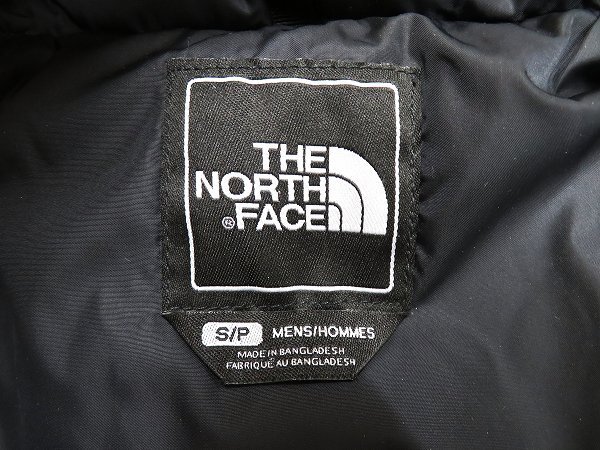 THE
NORTH
®FACE
S/P MENS/HOMMES
MADE IN BANGLADESH
FABRIQUÉ AU BANGLADESH